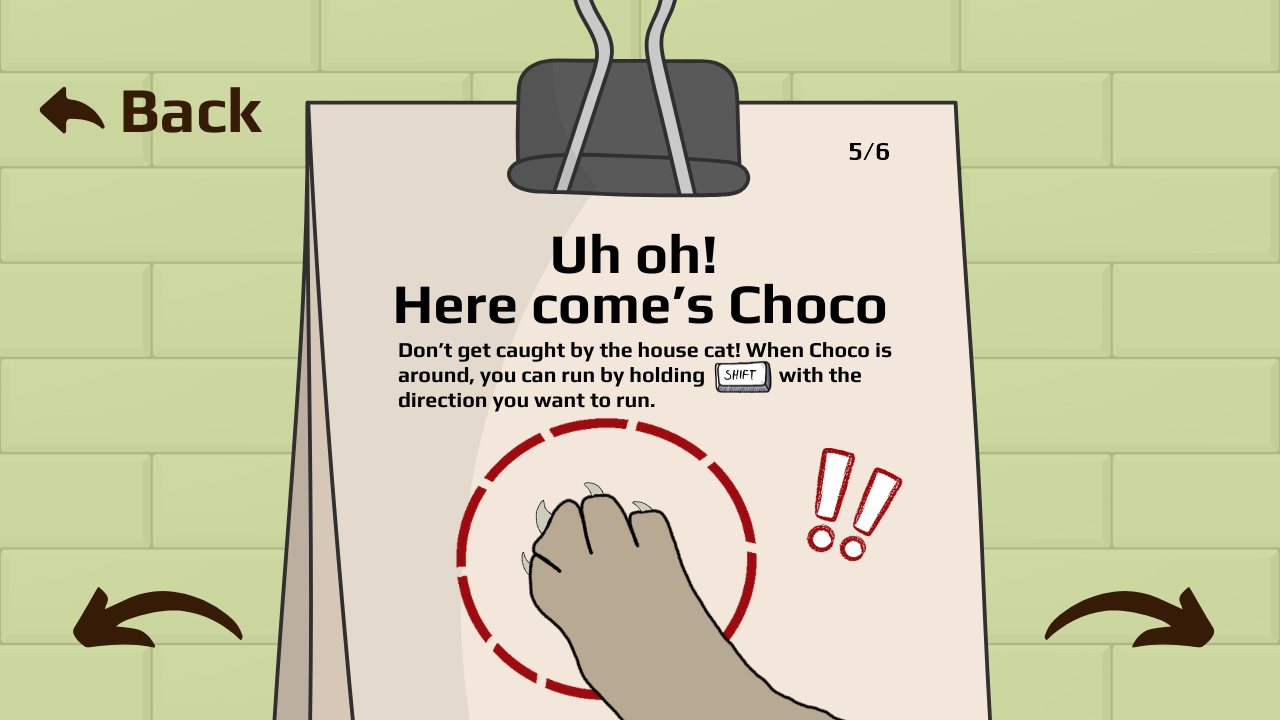 Back
5/6
Uh oh!
Here come’s Choco
Don’t get caught by the house cat! When Choco is
around, you can run by holding SHIFT with the
direction you want to run.